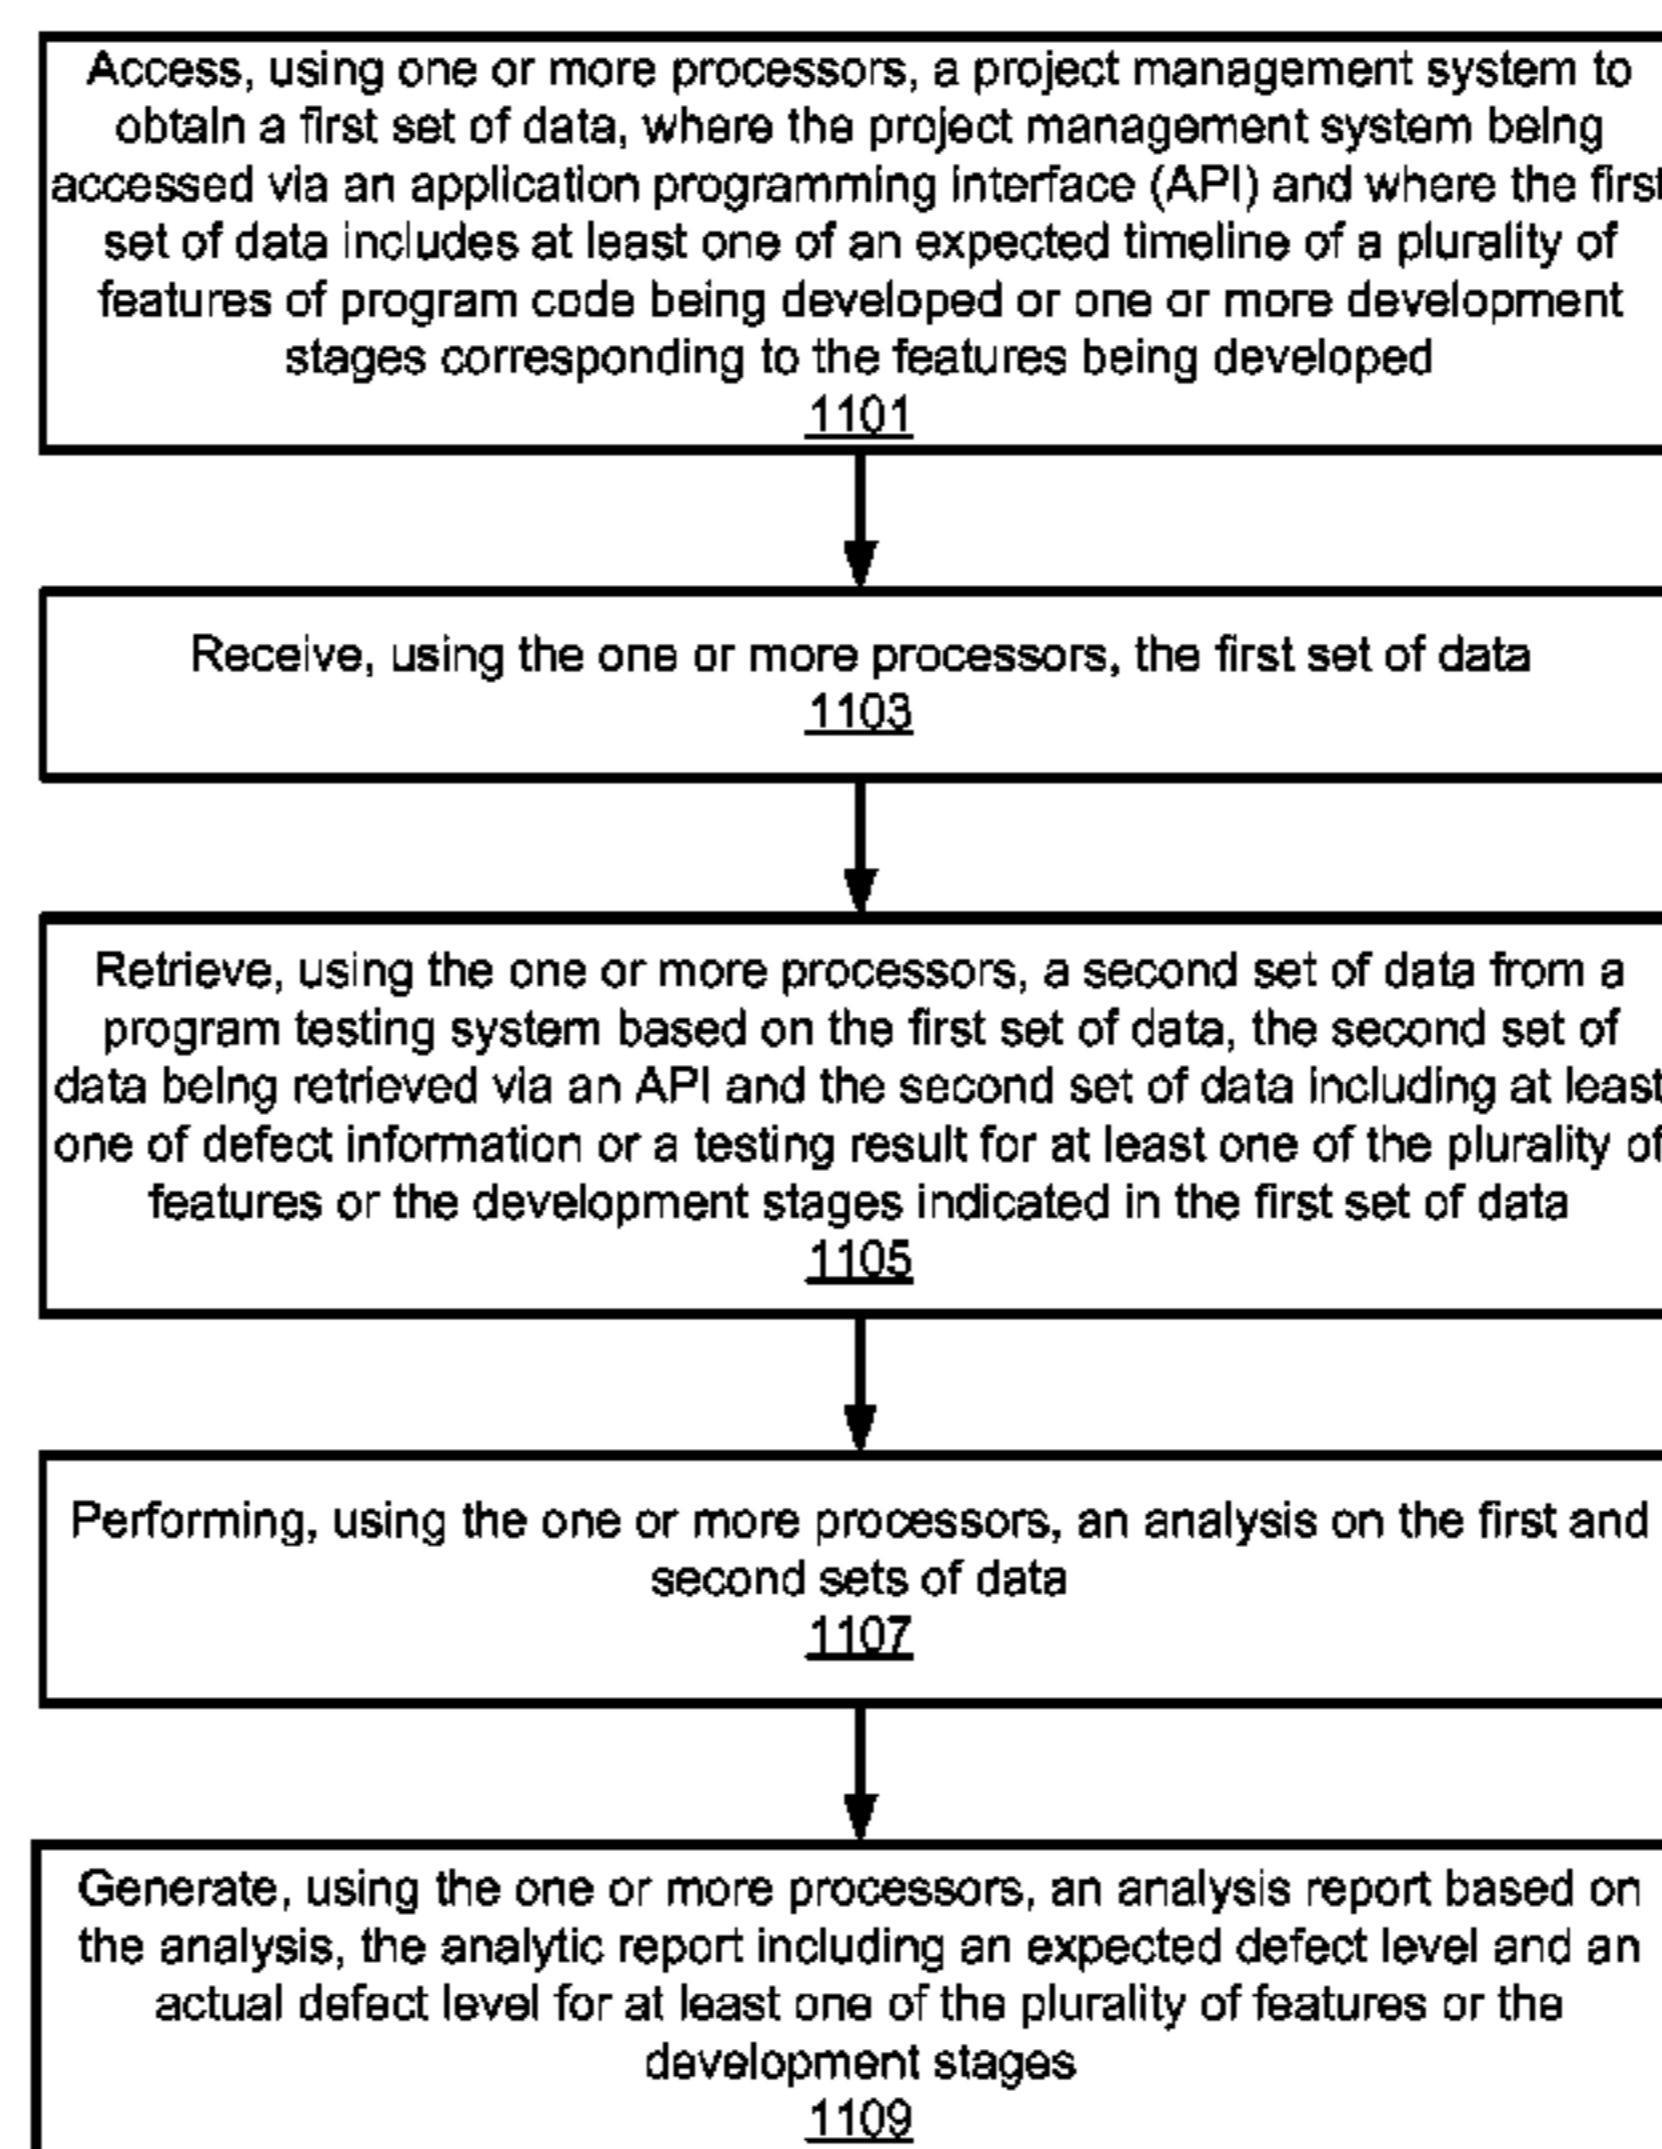 Access, using one or more processors, a project management system to
obtain a first set of data, where the project management system being
accessed via an application programming interface (API) and where the first
set of data includes at least one of an expected timeline of a plurality of
features of program code being developed or one or more development
stages corresponding to the features being developed
1101
Receive, using the one or more processors, the first set of data
1103
Retrieve, using the one or more processors, a second set of data from a
program testing system based on the first set of data, the second set of
data being retrieved via an API and the second set of data including at least
one of defect information or a testing result for at least one of the plurality of
features or the development stages indicated in the first set of data
1105
Performing, using the one or more processors, an analysis on the first and
second sets of data
1107
Generate, using the one or more processors, an analysis report based on
the analysis, the analytic report including an expected defect level and an
actual defect level for at least one of the plurality of features or the
development stages
1109